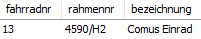 fahrradnr rahmennr bezeichnung
13 4590/H2 Comus Einrad